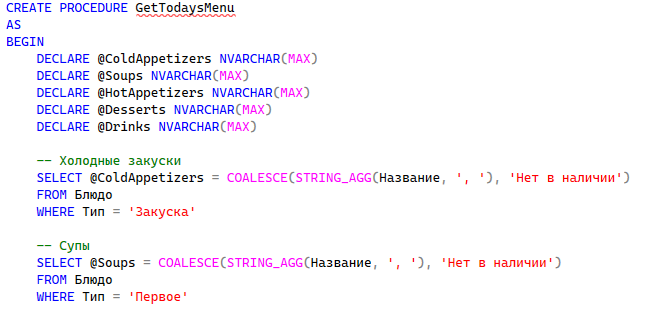 CREATE PROCEDURE GetTodaysMenu
AS
BEGIN
    DECLARE @ColdAppetizers NVARCHAR(MAX)
    DECLARE @Soups NVARCHAR(MAX)
    DECLARE @HotAppetizers NVARCHAR(MAX)
    DECLARE @Desserts NVARCHAR(MAX)
    DECLARE @Drinks NVARCHAR(MAX)

    -- Холодные закуски
    SELECT @ColdAppetizers = COALESCE(STRING_AGG(Название, ', '), 'Нет в наличии')
    FROM Блюдо
    WHERE Тип = 'Закуска'

    -- Супы
    SELECT @Soups = COALESCE(STRING_AGG(Название, ', '), 'Нет в наличии')
    FROM Блюдо
    WHERE Тип = 'Первое'